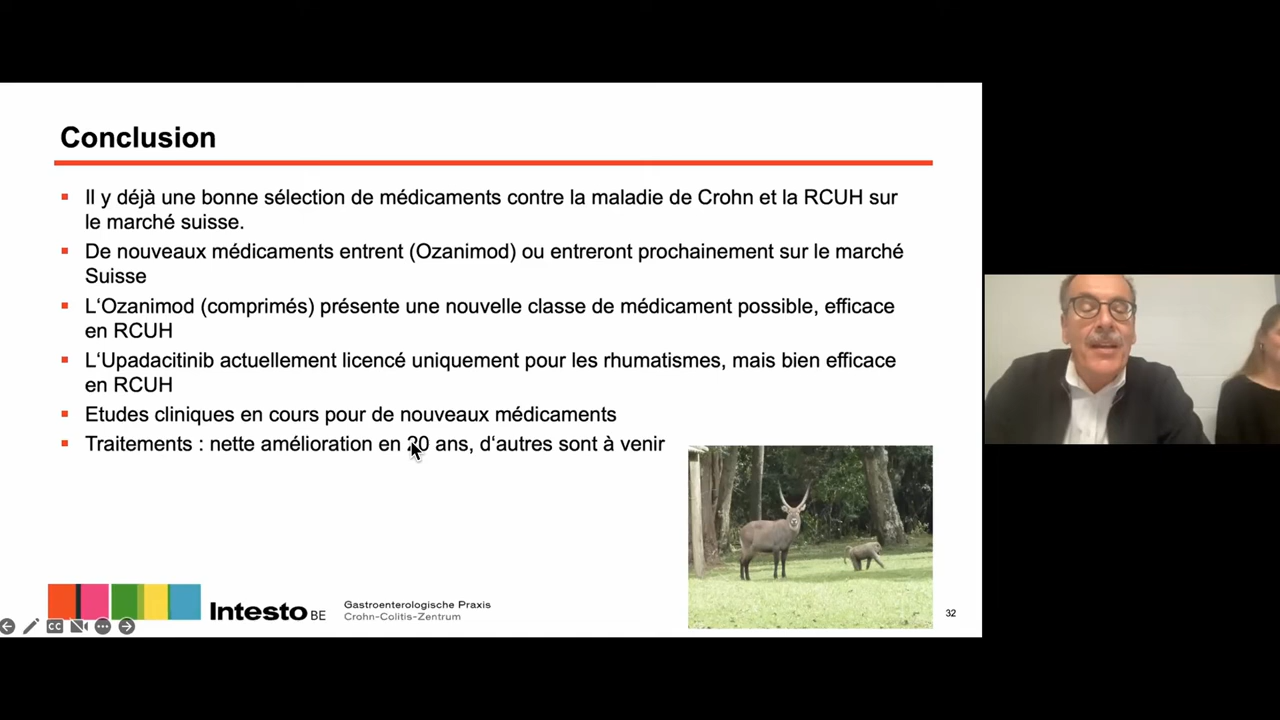 Conclusion
Il y déjà une bonne sélection de médicaments contre la maladie de Crohn et la RCUH sur
le marché suisse.
De nouveaux médicaments entrent (Ozanimod) ou entreront prochainement sur le marché
Suisse
L‘Ozanimod (comprimés) présente une nouvelle classe de médicament possible, efficace
en RCUH
L‘Upadacitinib actuellement licencé uniquement pour les rhumatismes, mais bien efficace
en RCUH
Etudes cliniques en cours pour de nouveaux médicaments
Traitements : nette amélioration en 20 ans, d‘autres sont à venir
Intesto BE
Gastroenterologische Praxis
Crohn-Colitis-Zentrum
32
CC